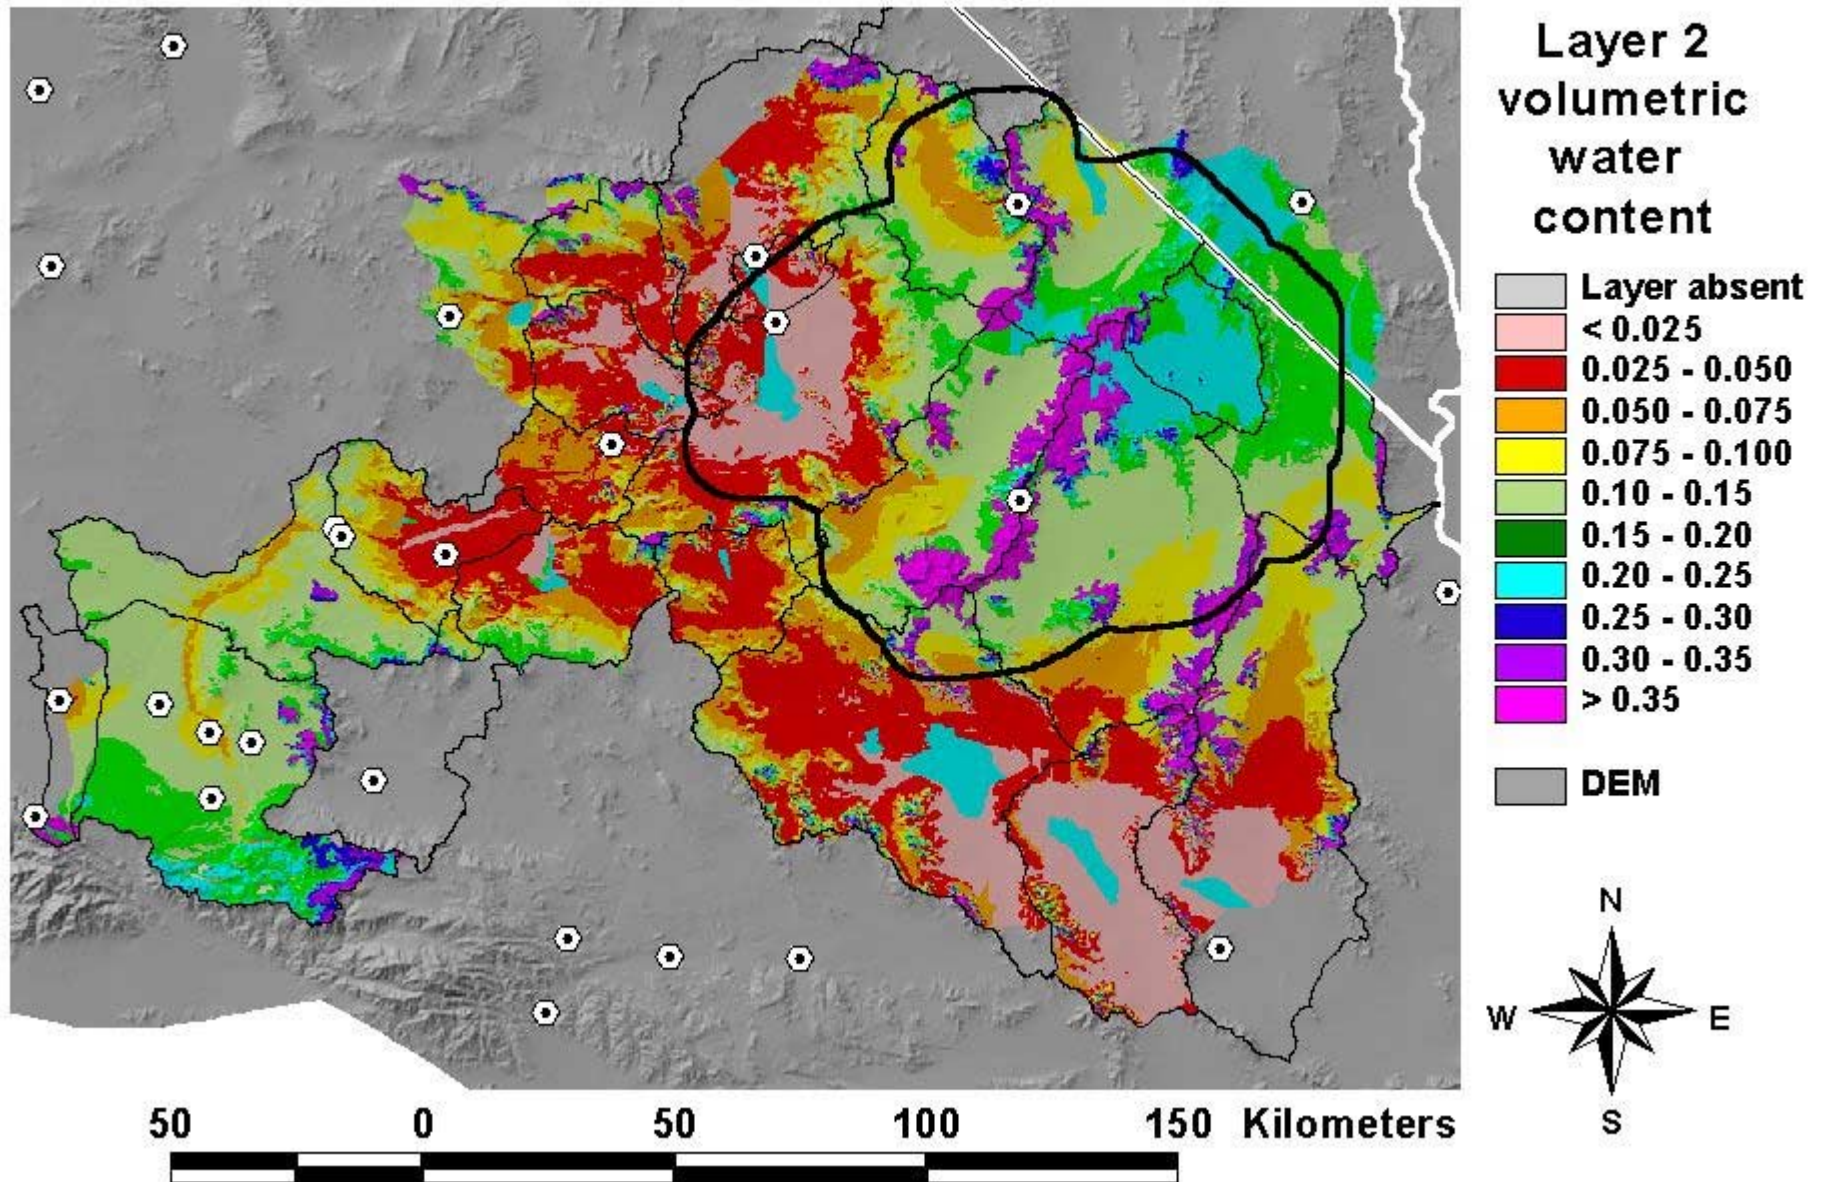 Layer 2
volumetric
water
content
Layer absent
< 0.025
0.025 - 0.050
0.050 - 0.075
0.075 - 0.100
0.10 - 0.15
0.15 - 0.20
0.20 - 0.25
0.25 - 0.30
0.30 - 0.35
> 0.35
DEM
N
W E
S
50 0 50 100 150 Kilometers